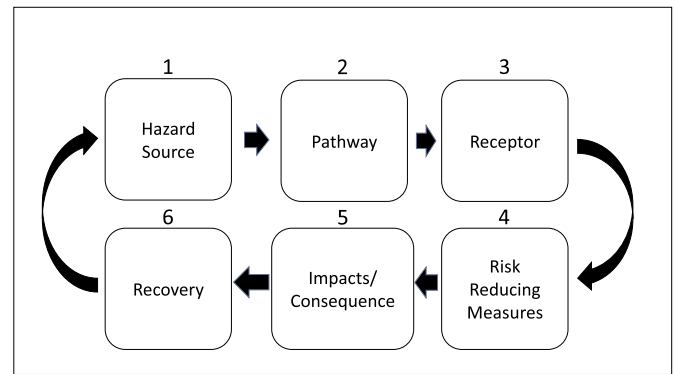 1
2
3
Hazard
Source
Pathway
Receptor
6
5
4
Recovery
Impacts/
Consequence
Risk
Reducing
Measures